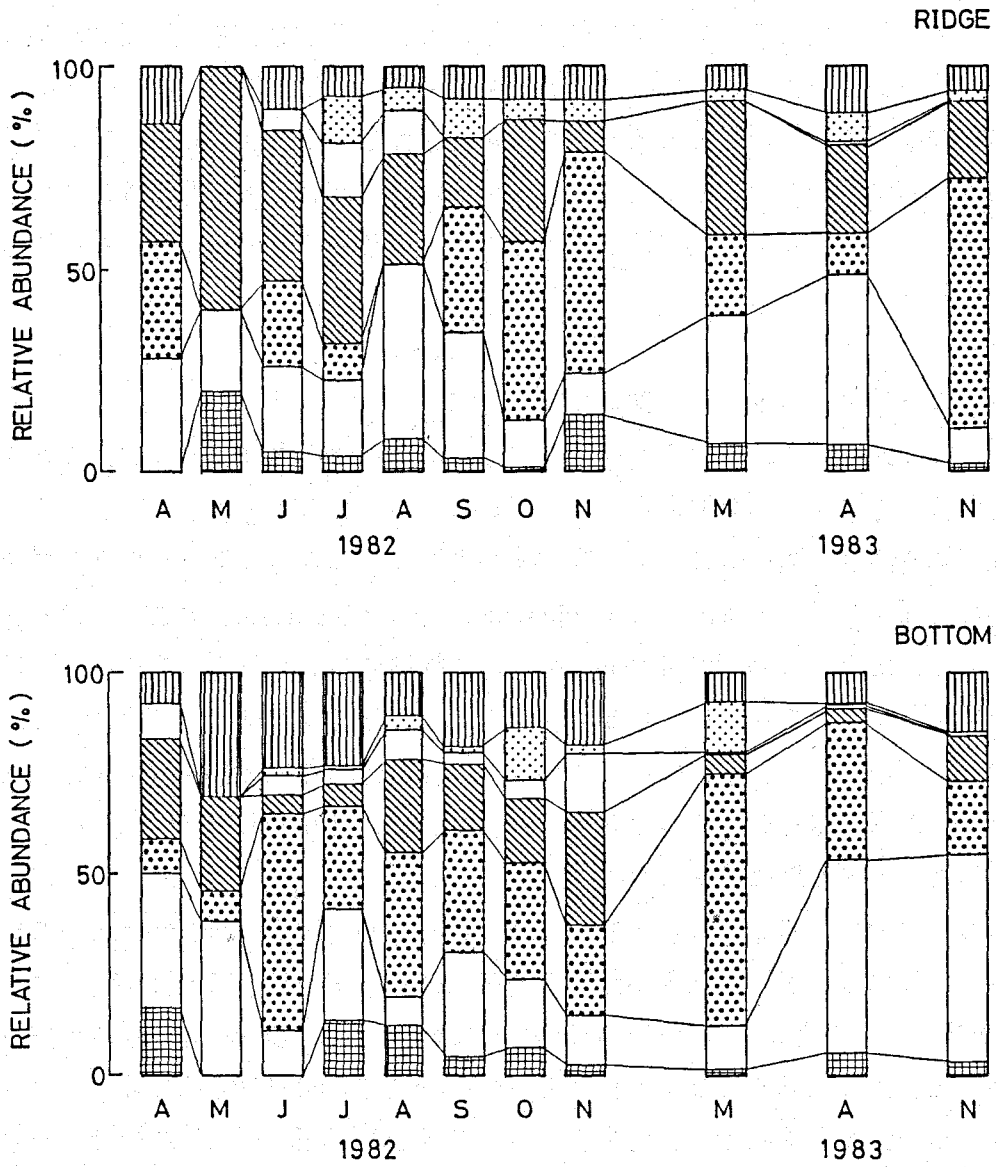 RIDGE
RELATIVE ABUNDANCE (%)
100
50
0
A M J J A S O N M A N
1982 1983
BOTTOM
RELATIVE ABUNDANCE (%)
100
50
0
A M J J A S O N M A N
1982 1983